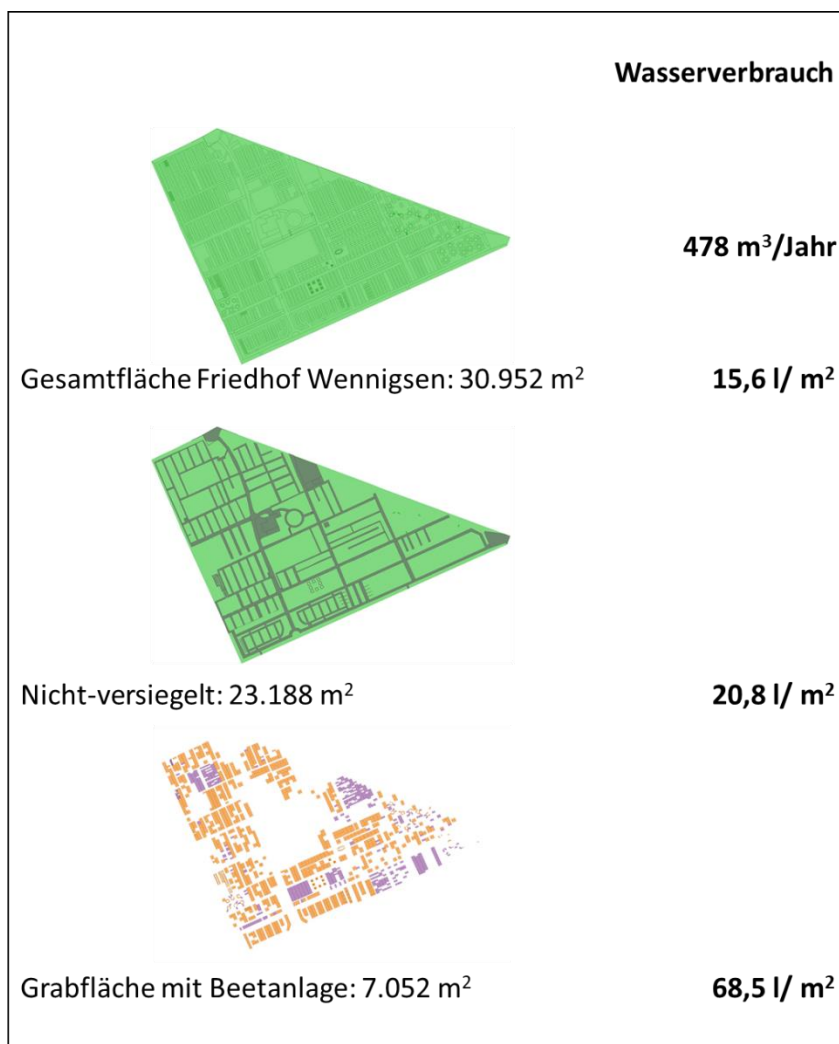 Wasserverbrauch
478 m³/Jahr
Gesamtfläche Friedhof Wennigsen: 30.952 m² 15,6 l/ m²
Nicht-versiegelt: 23.188 m² 20,8 l/ m²
Grabfläche mit Beetanlage: 7.052 m² 68,5 l/ m²